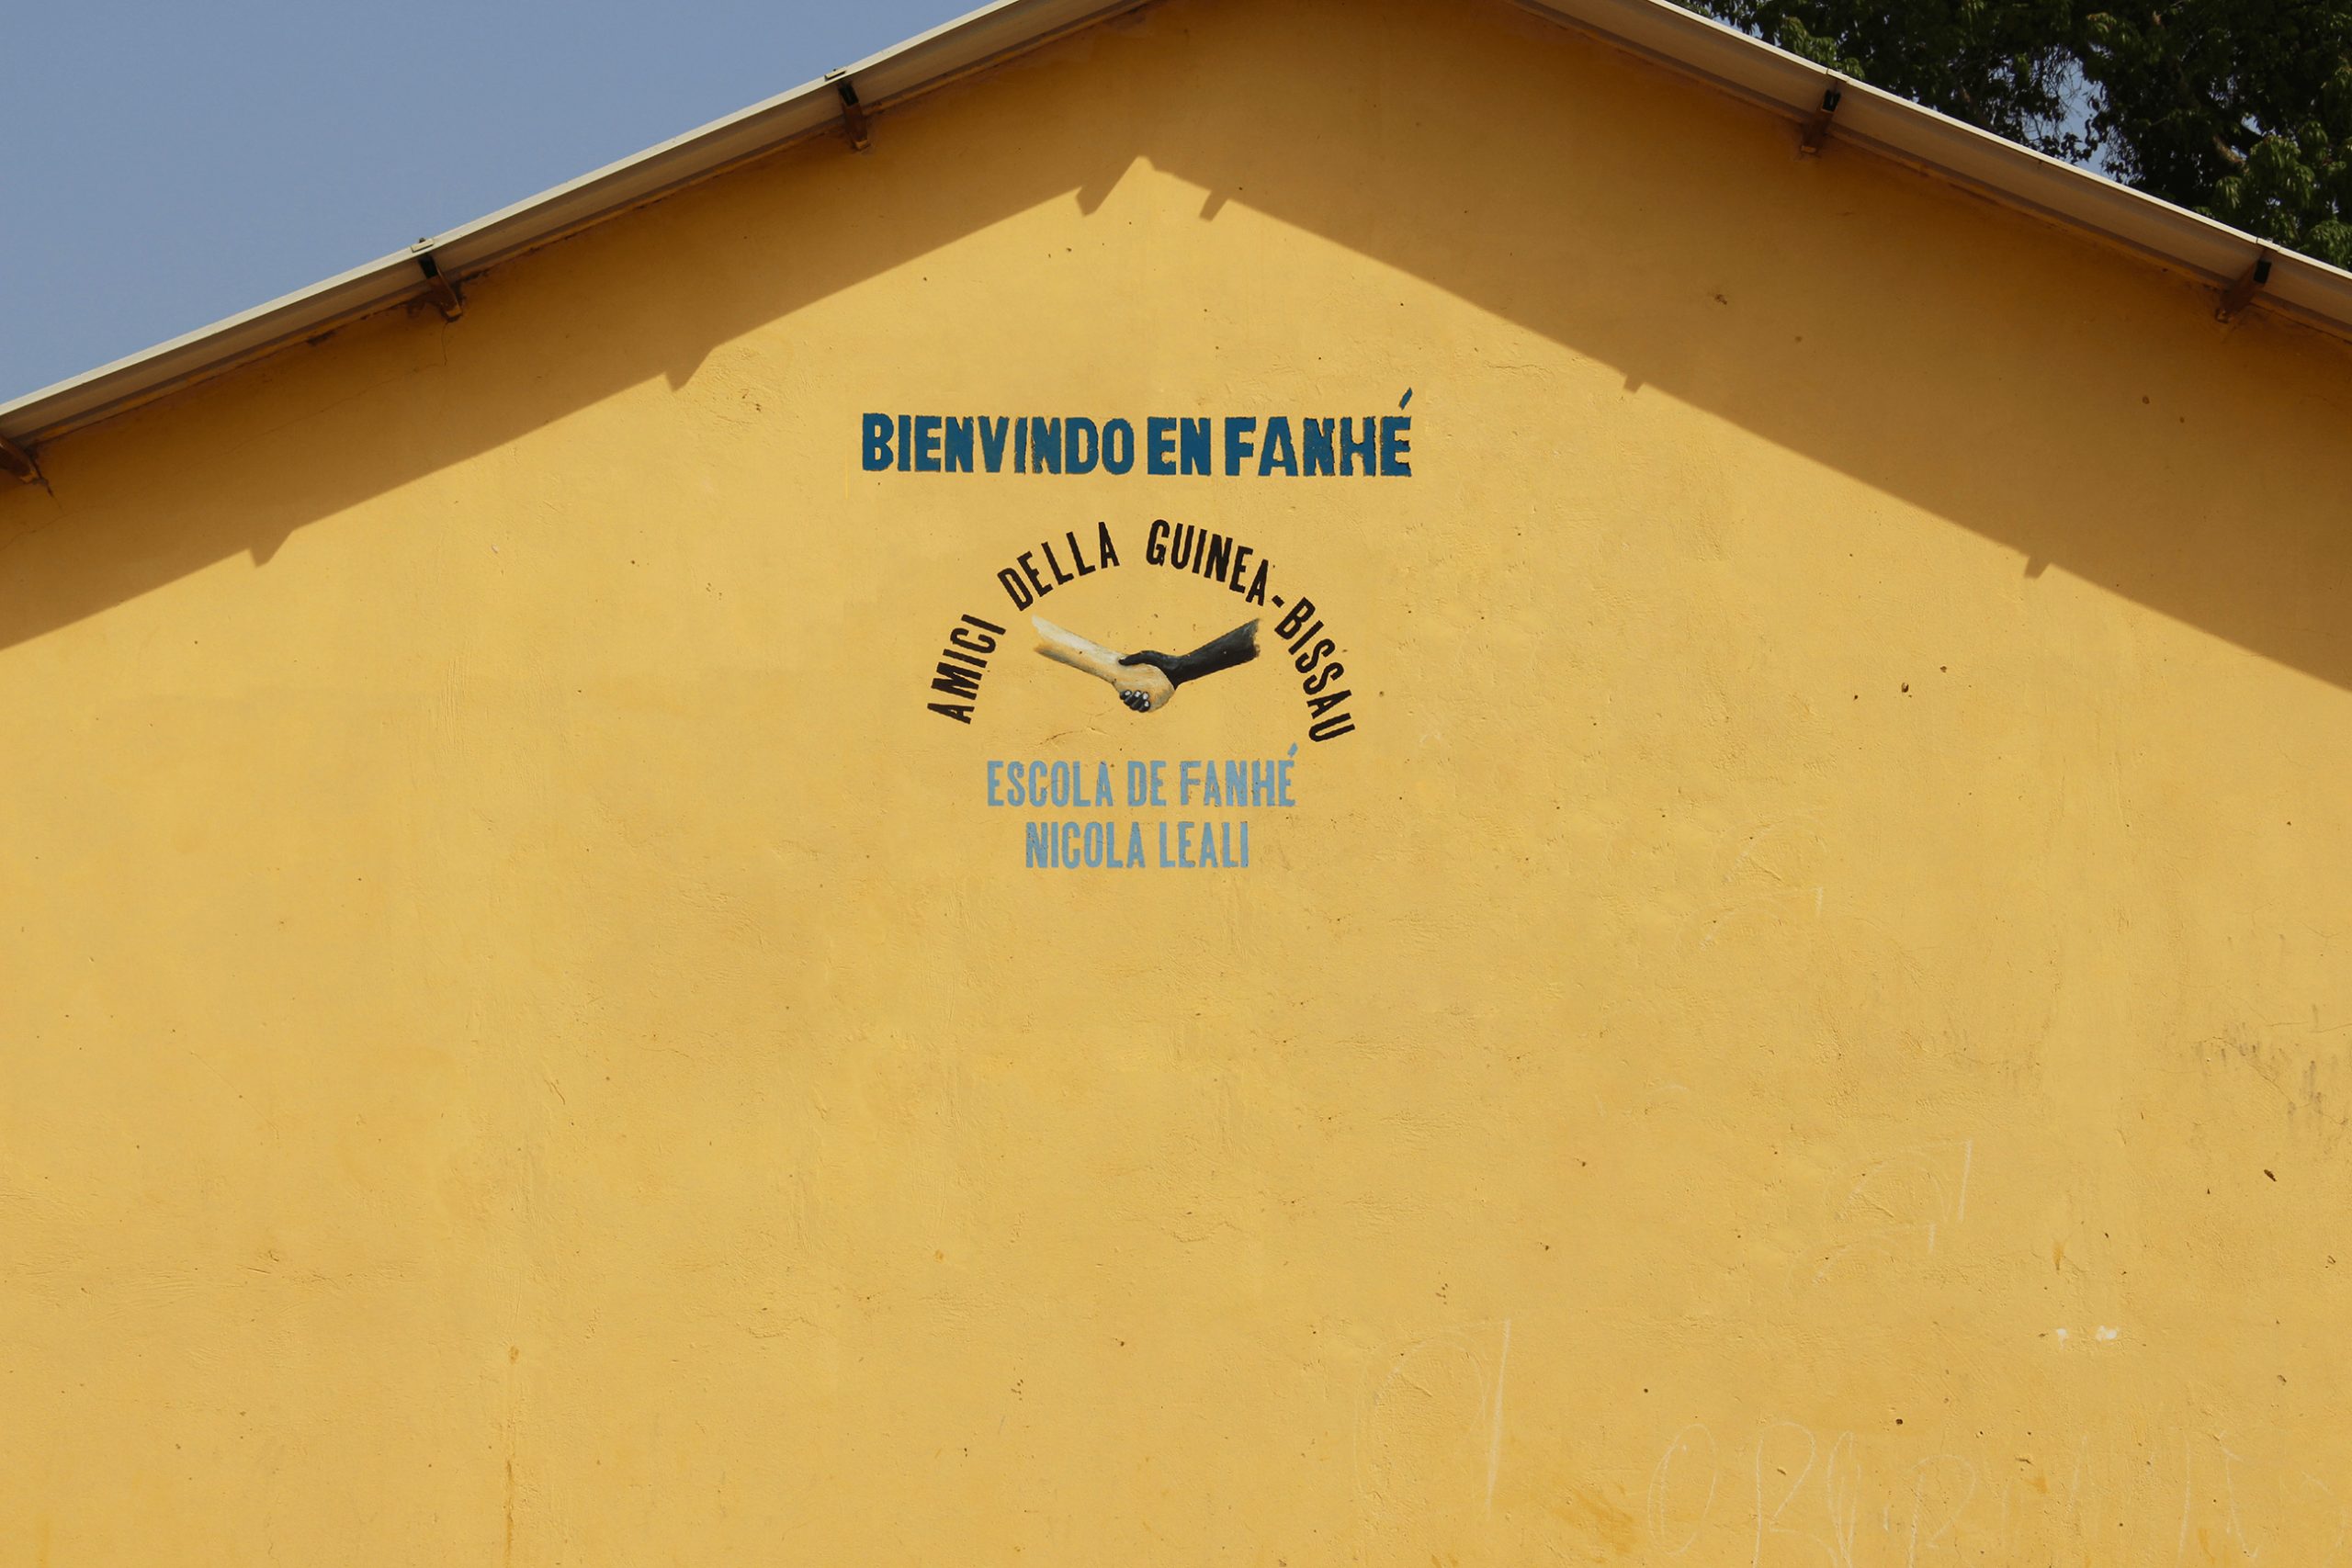 BIENVINDO EN FANHÉ
AMICI DELLA GUINEA-BISSAU
ESCOLA DE FANHÉ
NICOLA LEALI